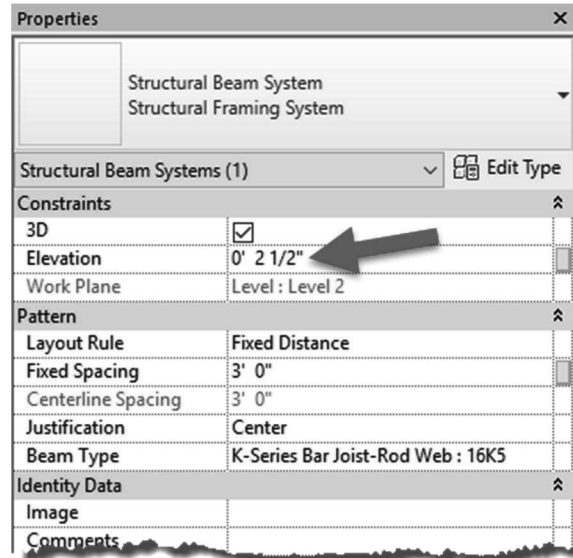 Properties ×
Structural Beam System
Structural Framing System
Structural Beam Systems (1) Edit Type
Constraints
3D
Elevation 0' 2 1/2"
Work Plane Level : Level 2
Pattern
Layout Rule Fixed Distance
Fixed Spacing 3' 0"
Centerline Spacing 3' 0"
Justification Center
Beam Type K-Series Bar Joist-Rod Web : 16K5
Identity Data
Image
Comments